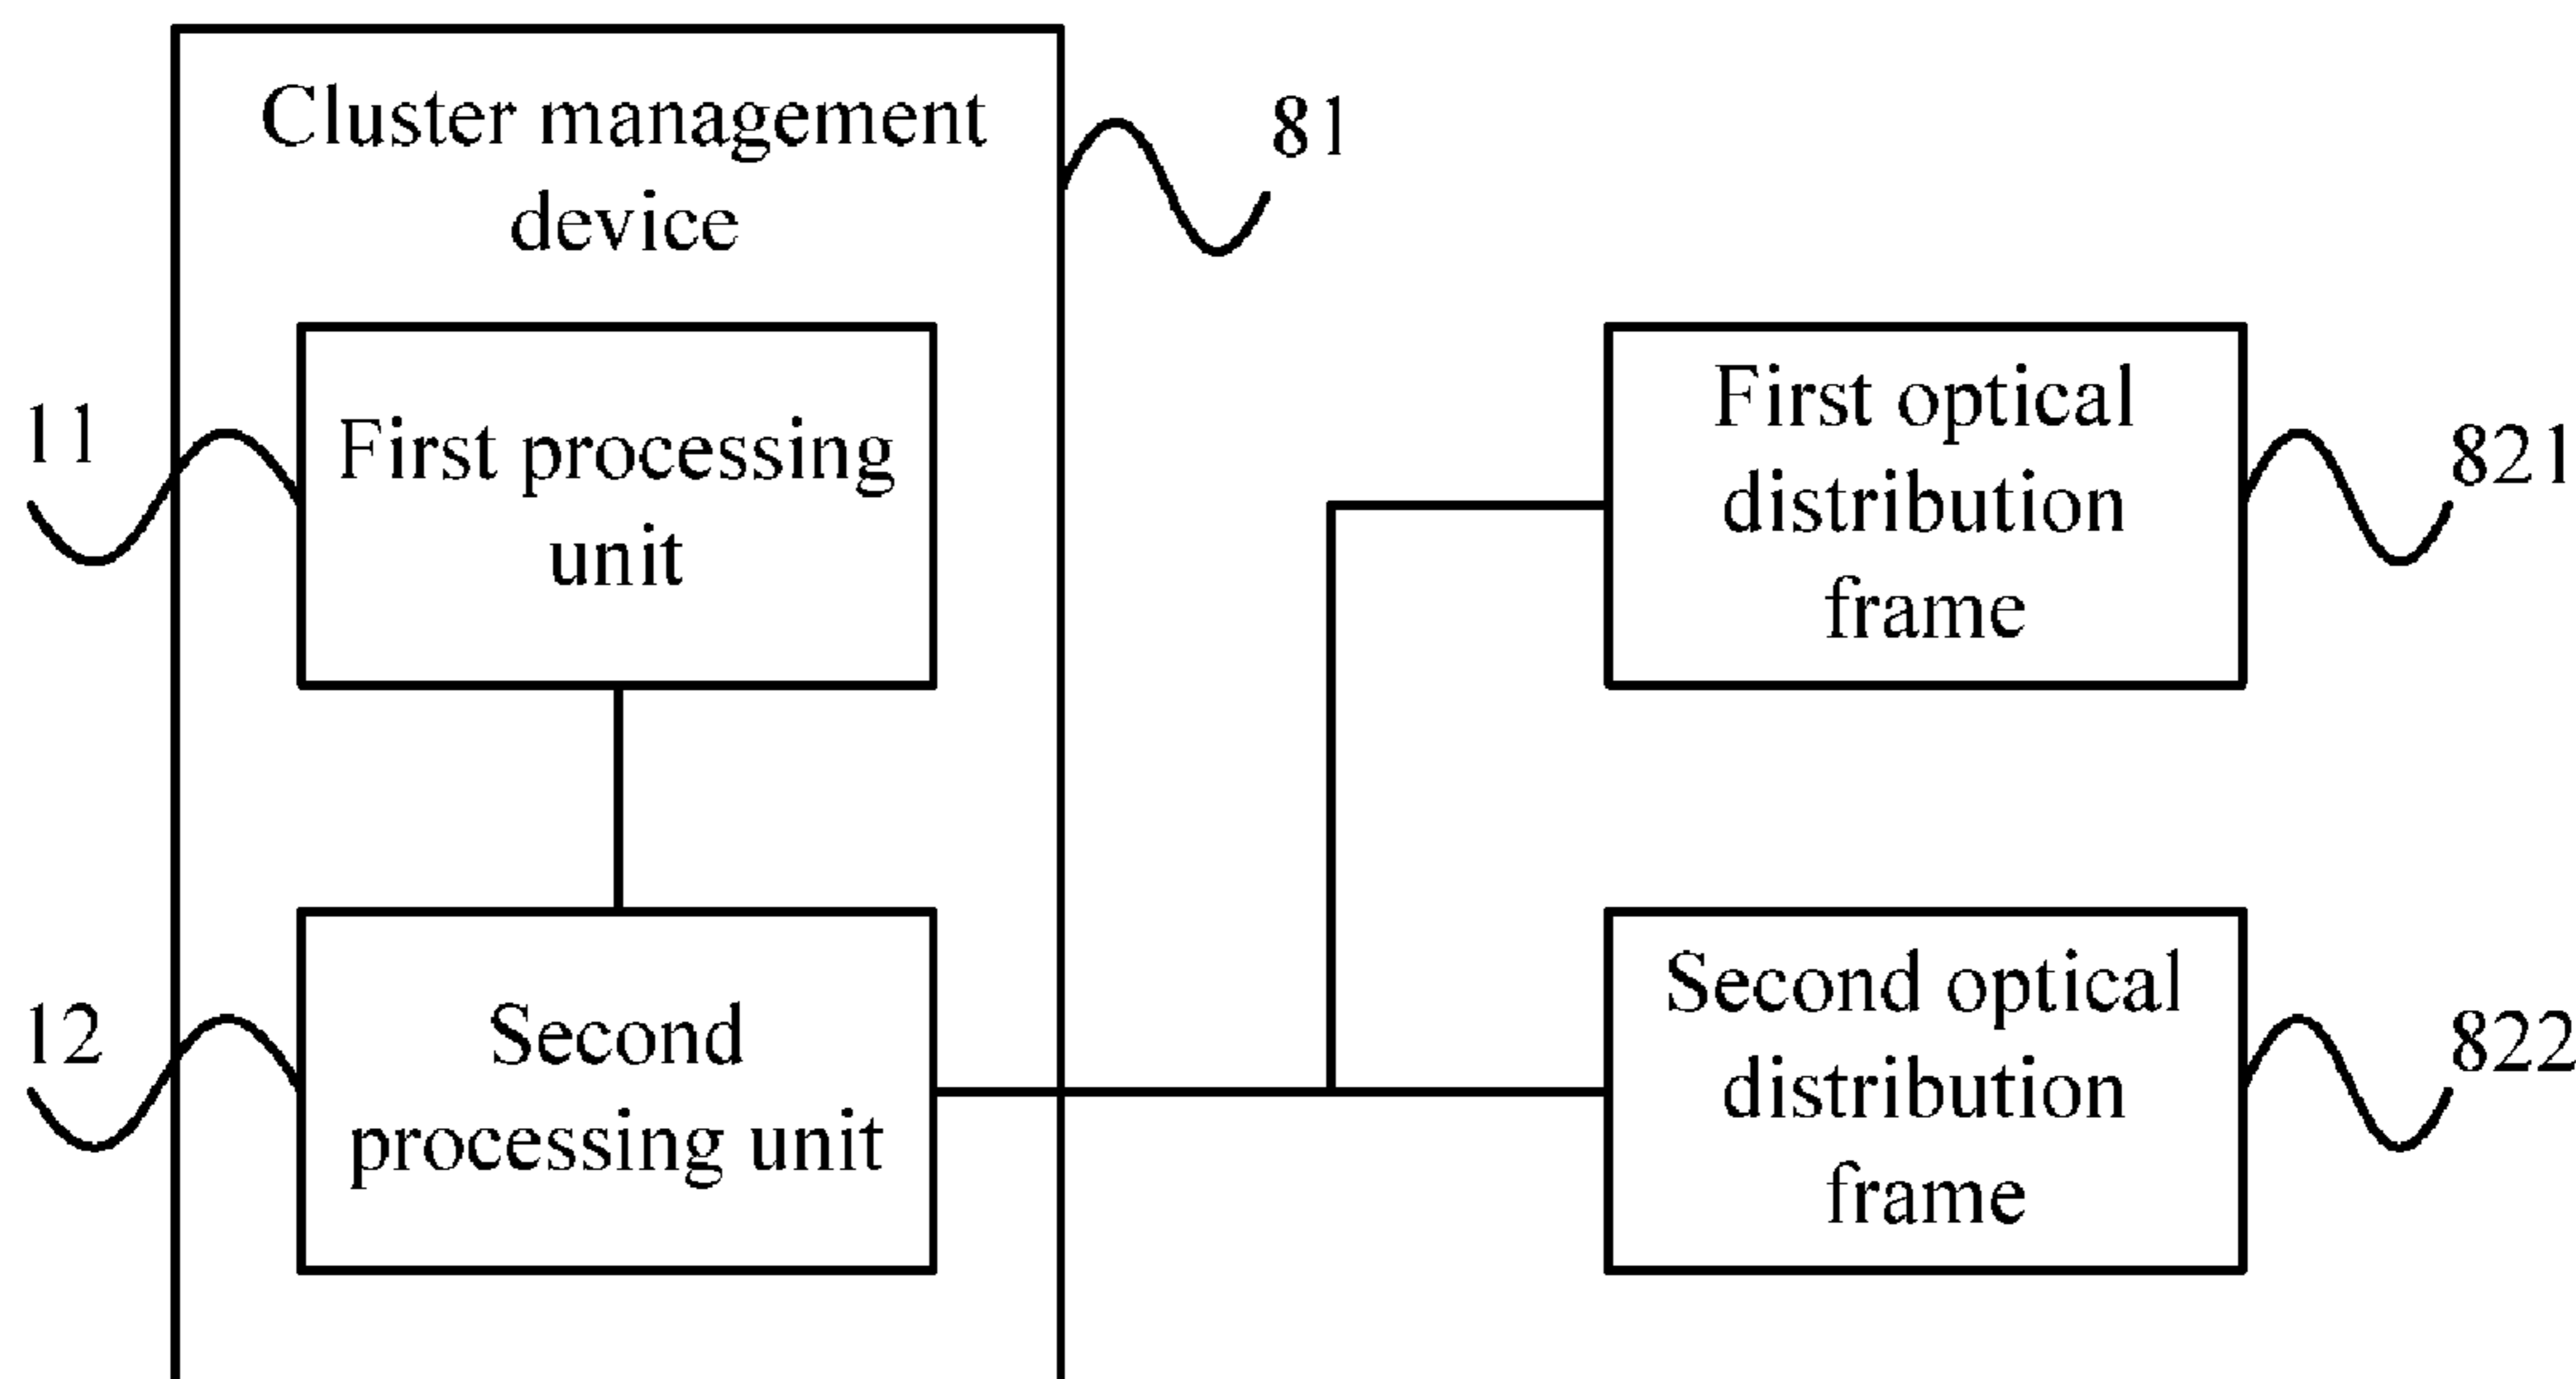 Cluster management
device
81
11
First processing
unit
First optical
distribution
frame
821
12
Second
processing unit
Second optical
distribution
frame
822